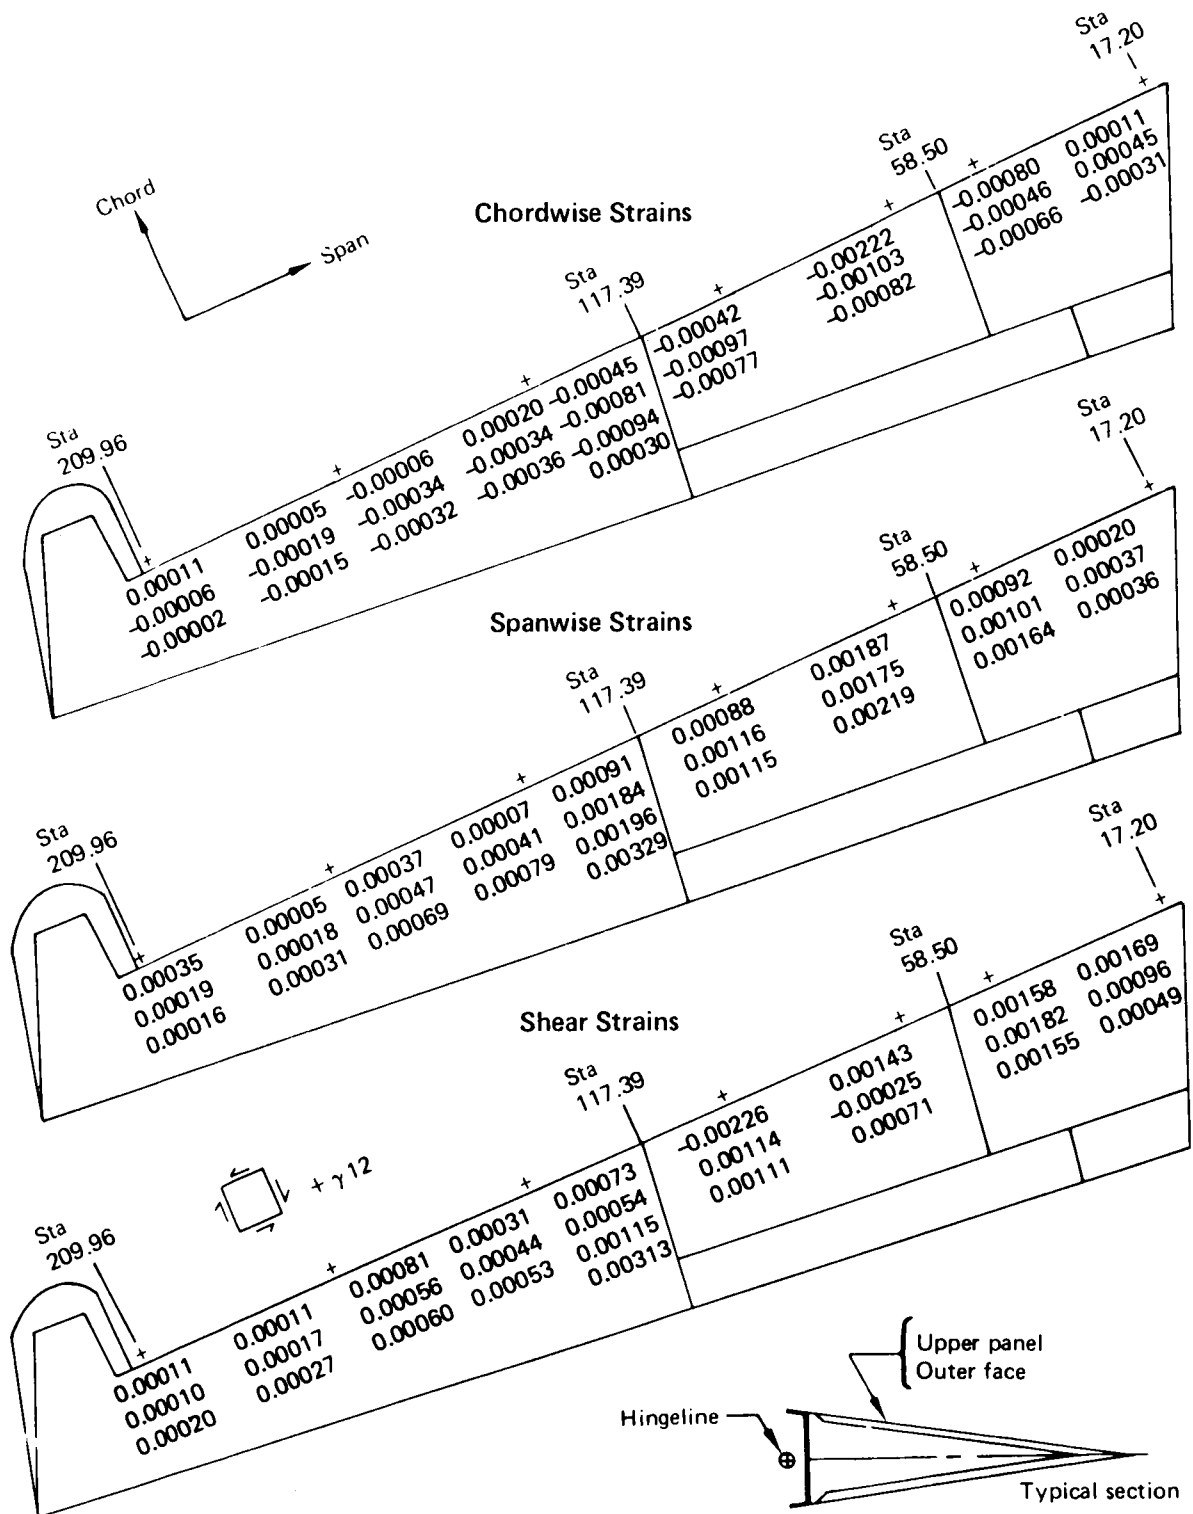 Sta
17.20
Sta
58.50
-0.00080 0.00011
-0.00046 0.00045
-0.00066 -0.00031
Chord
Span
Chordwise Strains
Sta
117.39
-0.00222
-0.00103
-0.00082
-0.00042
-0.00097
-0.00077
0.00020 -0.00045
-0.00034 -0.00081
-0.00036 -0.00094
0.00030
Sta
209.96
0.00005 -0.00006
-0.00019 -0.00034
-0.00015 -0.00032
0.00011
-0.00006
-0.00002
Sta
17.20
Sta
58.50
0.00092 0.00020
0.00101 0.00037
0.00164 0.00036
Spanwise Strains
Sta
117.39
0.00088 0.00187
0.00116 0.00175
0.00115 0.00219
0.00007 0.00091
0.00041 0.00184
0.00079 0.00196
0.00329
Sta
209.96
0.00005 0.00037
0.00018 0.00047
0.00031 0.00069
0.00035
0.00019
0.00016
Sta
17.20
Sta
58.50
0.00158 0.00169
0.00182 0.00096
0.00155 0.00049
Shear Strains
Sta
117.39
-0.00226 0.00143
0.00114 -0.00025
0.00111 0.00071
+ γ12
0.00031 0.00073
0.00044 0.00054
0.00053 0.00115
0.00313
Sta
209.96
0.00011 0.00081
0.00017 0.00056
0.00027 0.00060
0.00011
0.00010
0.00020
Upper panel
Outer face
Hingeline
Typical section